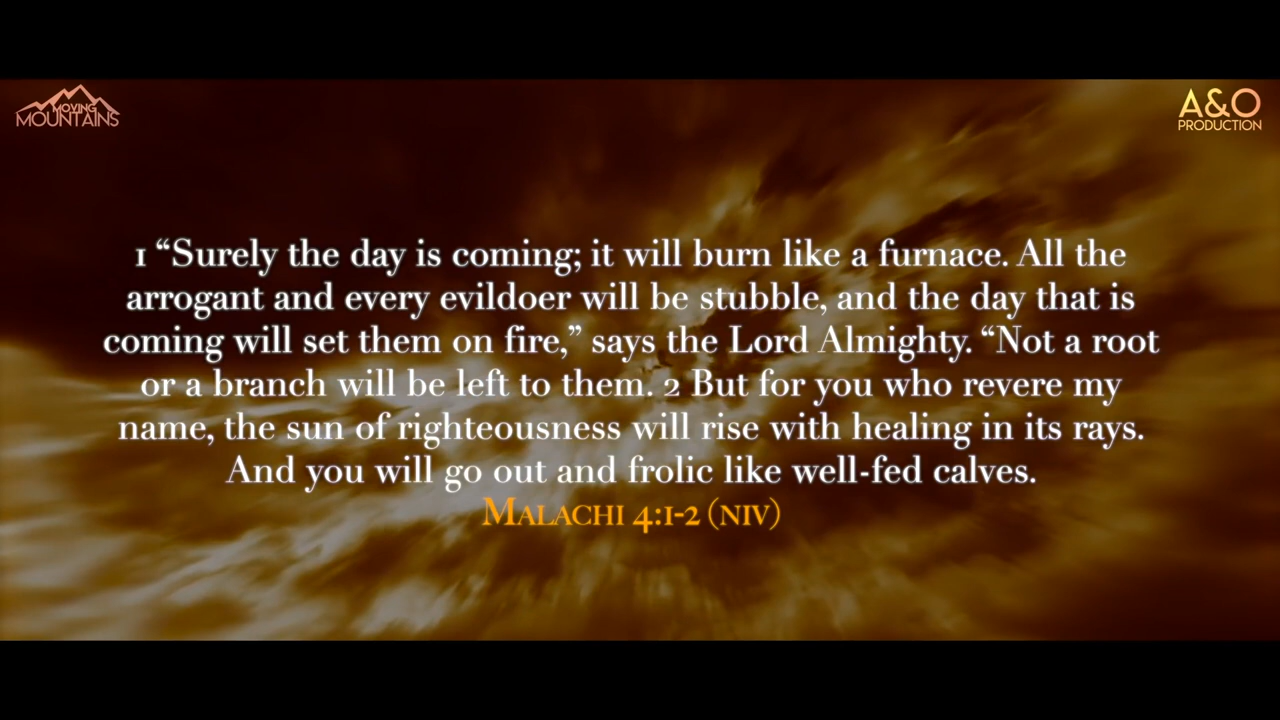 MOVING
MOUNTAINS
A&O
PRODUCTION
1 “Surely the day is coming; it will burn like a furnace. All the
arrogant and every evildoer will be stubble, and the day that is
coming will set them on fire,” says the Lord Almighty. “Not a root
or a branch will be left to them. 2 But for you who revere my
name, the sun of righteousness will rise with healing in its rays.
And you will go out and frolic like well-fed calves.
MALACHI 4:1-2 (NIV)